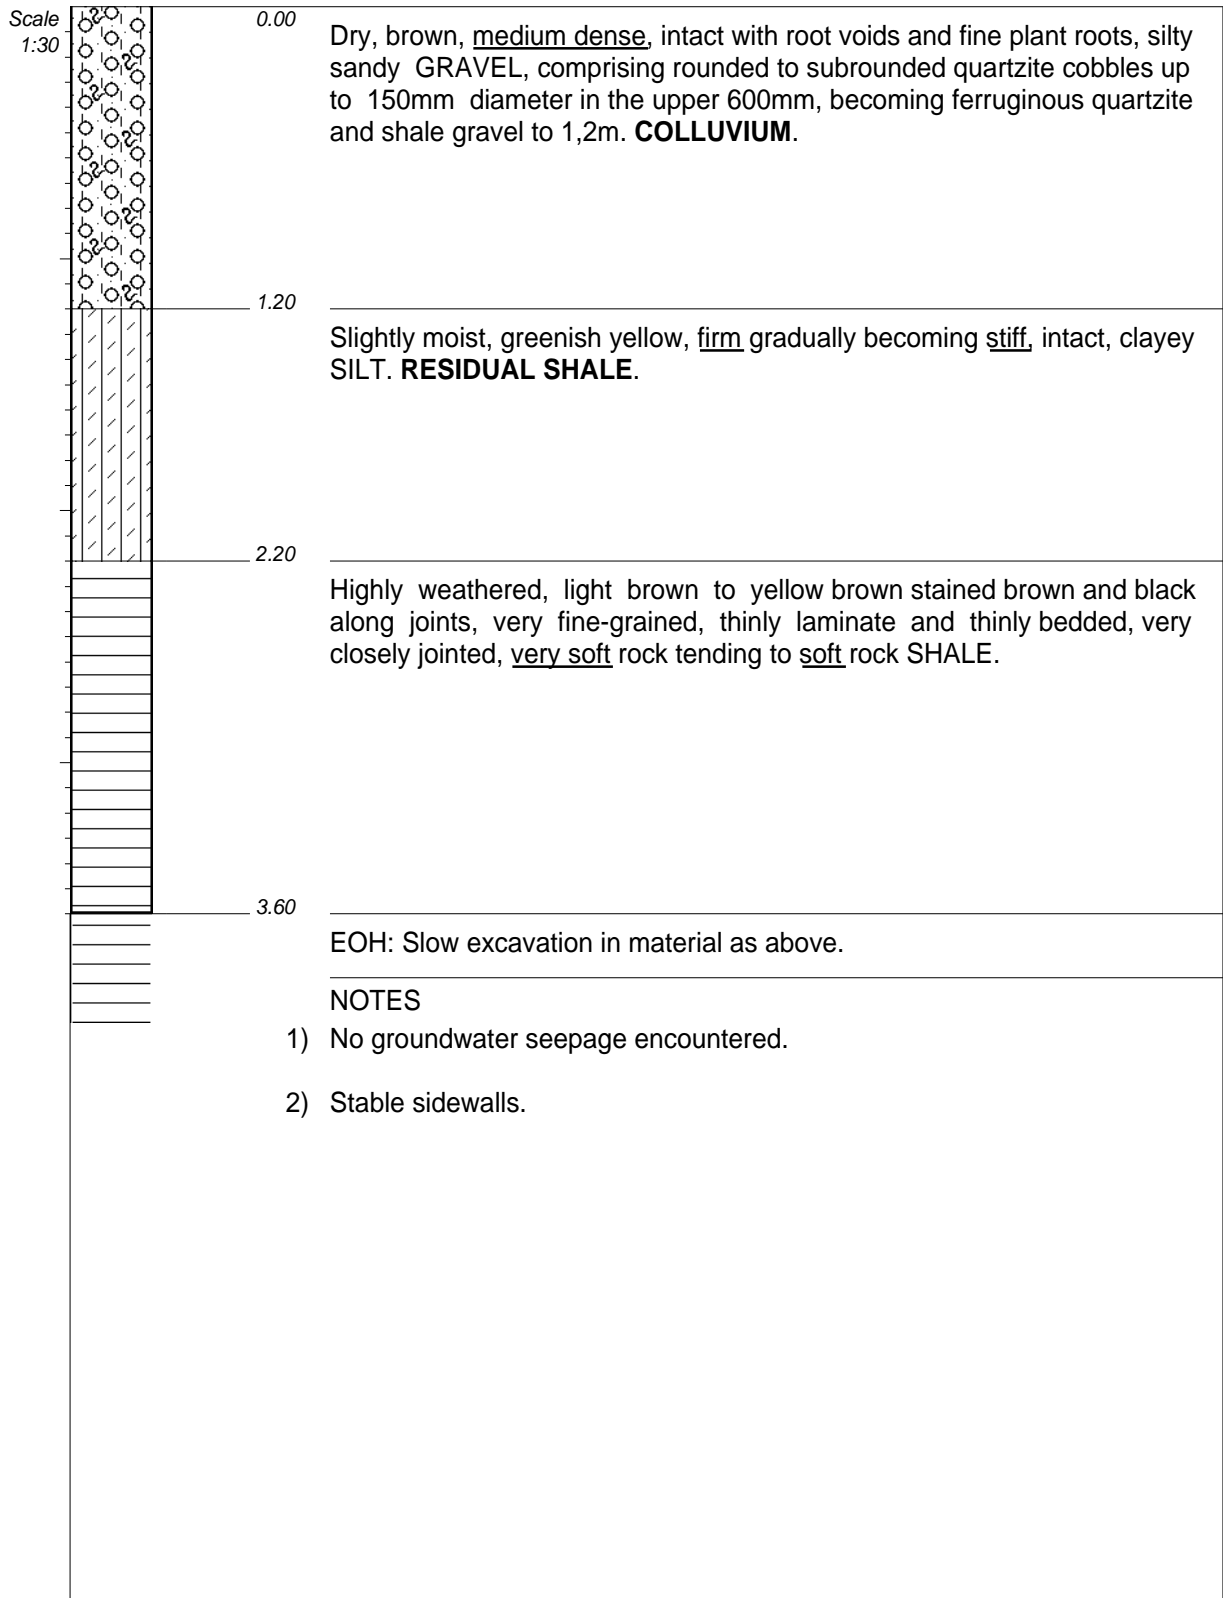 Scale
1:30
0.00
Dry, brown, medium dense, intact with root voids and fine plant roots, silty
sandy GRAVEL, comprising rounded to subrounded quartzite cobbles up
to 150mm diameter in the upper 600mm, becoming ferruginous quartzite
and shale gravel to 1,2m. COLLUVIUM.
1.20
Slightly moist, greenish yellow, firm gradually becoming stiff, intact, clayey
SILT. RESIDUAL SHALE.
2.20
Highly weathered, light brown to yellow brown stained brown and black
along joints, very fine-grained, thinly laminate and thinly bedded, very
closely jointed, very soft rock tending to soft rock SHALE.
3.60
EOH: Slow excavation in material as above.
NOTES
1) No groundwater seepage encountered.
2) Stable sidewalls.